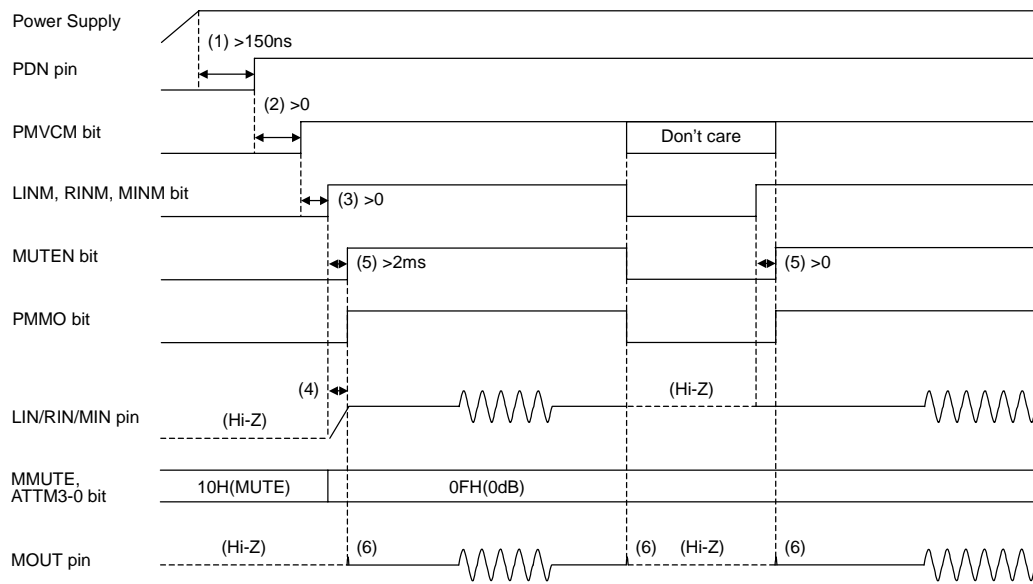 Power Supply
(1) >150ns
PDN pin
(2) >0
PMVCM bit
Don't care
LINM, RINM, MINM bit
(3) >0
MUTEN bit
(5) >2ms
(5) >0
PMMO bit
(4)
(Hi-Z)
(Hi-Z)
LIN/RIN/MIN pin
MMUTE,
ATTM3-0 bit
10H(MUTE)
0FH(0dB)
MOUT pin
(Hi-Z)
(6)
(6)
(Hi-Z)
(6)